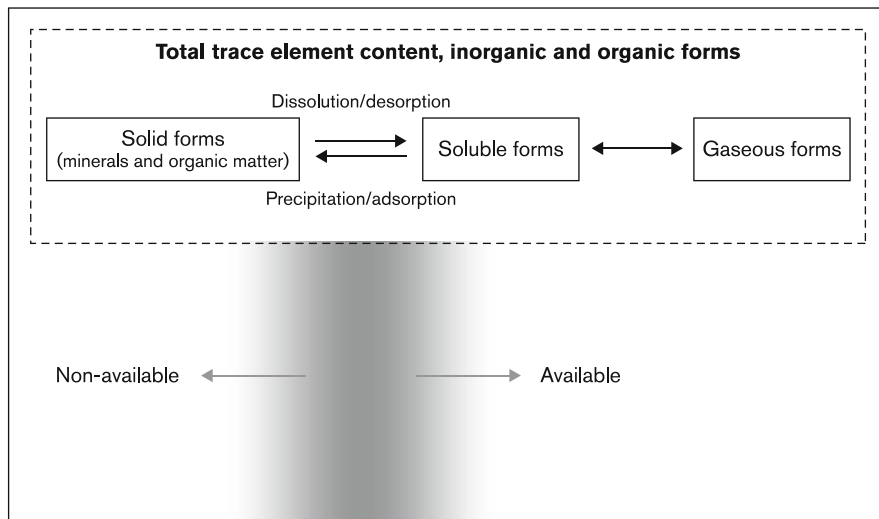 Total trace element content, inorganic and organic forms
Dissolution/desorption
Solid forms
(minerals and organic matter)
Soluble forms
Gaseous forms
Precipitation/adsorption
Non-available
Available